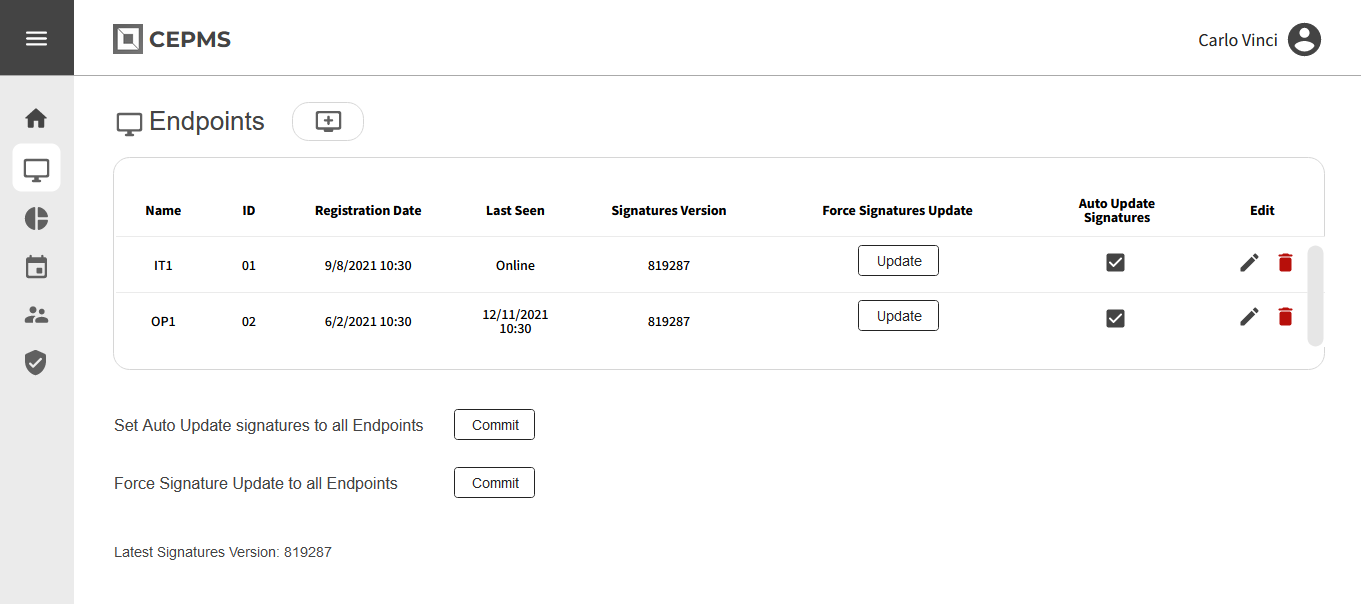 CEPMS
Carlo Vinci
Endpoints
Name ID Registration Date Last Seen Signatures Version Force Signatures Update Auto Update Signatures Edit
IT1 01 9/8/2021 10:30 Online 819287 Update
OP1 02 6/2/2021 10:30 12/11/2021 10:30 819287 Update
Set Auto Update signatures to all Endpoints Commit
Force Signature Update to all Endpoints Commit
Latest Signatures Version: 819287